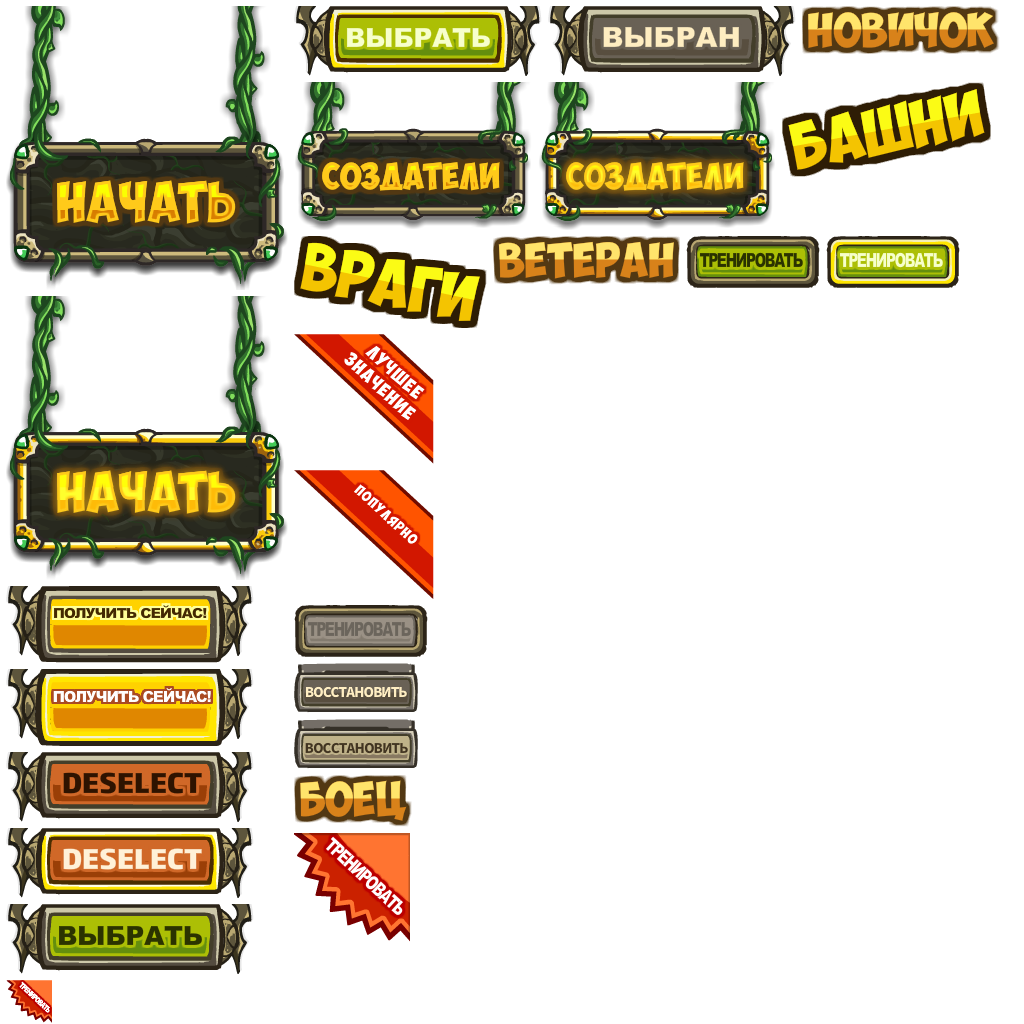 ВЫБРАТЬ
ВЫБРАН
НОВИЧОК
НАЧАТЬ
СОЗДАТЕЛИ
СОЗДАТЕЛИ
БАШНИ
ВРАГИ
ВЕТЕРАН
ТРЕНИРОВАТЬ
ТРЕНИРОВАТЬ
НАЧАТЬ
ЛУЧШЕЕ
ЗНАЧЕНИЕ
ПОПУЛЯРНО
ПОЛУЧИТЬ СЕЙЧАС!
ТРЕНИРОВАТЬ
ПОЛУЧИТЬ СЕЙЧАС!
ВОССТАНОВИТЬ
ВОССТАНОВИТЬ
DESELECT
БОЕЦ
DESELECT
ТРЕНИРОВАТЬ
ВЫБРАТЬ
ТРЕНИРОВАТЬ